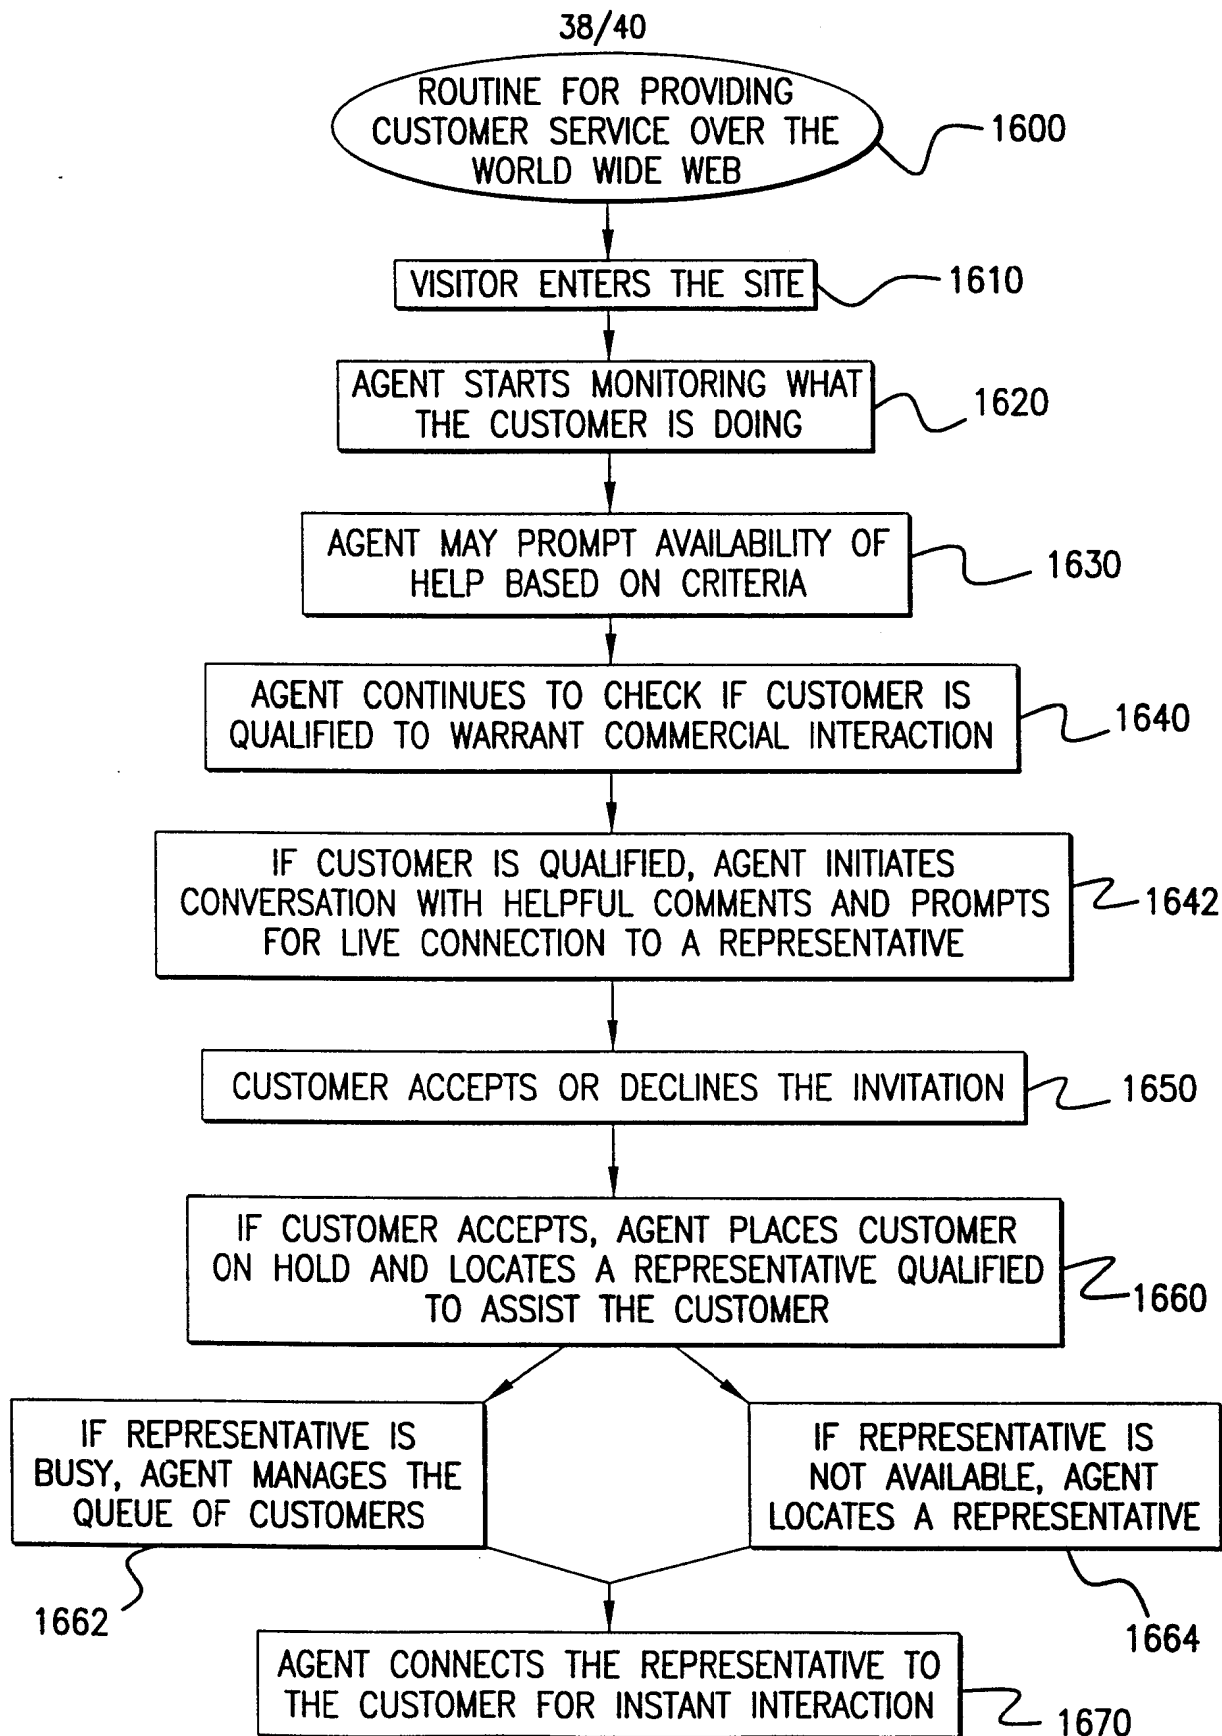 38/40
ROUTINE FOR PROVIDING
CUSTOMER SERVICE OVER THE
WORLD WIDE WEB
1600
VISITOR ENTERS THE SITE
1610
AGENT STARTS MONITORING WHAT
THE CUSTOMER IS DOING
1620
AGENT MAY PROMPT AVAILABILITY OF
HELP BASED ON CRITERIA
1630
AGENT CONTINUES TO CHECK IF CUSTOMER IS
QUALIFIED TO WARRANT COMMERCIAL INTERACTION
1640
IF CUSTOMER IS QUALIFIED, AGENT INITIATES
CONVERSATION WITH HELPFUL COMMENTS AND PROMPTS
FOR LIVE CONNECTION TO A REPRESENTATIVE
1642
CUSTOMER ACCEPTS OR DECLINES THE INVITATION
1650
IF CUSTOMER ACCEPTS, AGENT PLACES CUSTOMER
ON HOLD AND LOCATES A REPRESENTATIVE QUALIFIED
TO ASSIST THE CUSTOMER
1660
IF REPRESENTATIVE IS
BUSY, AGENT MANAGES THE
QUEUE OF CUSTOMERS
1662
IF REPRESENTATIVE IS
NOT AVAILABLE, AGENT
LOCATES A REPRESENTATIVE
1664
AGENT CONNECTS THE REPRESENTATIVE TO
THE CUSTOMER FOR INSTANT INTERACTION
1670